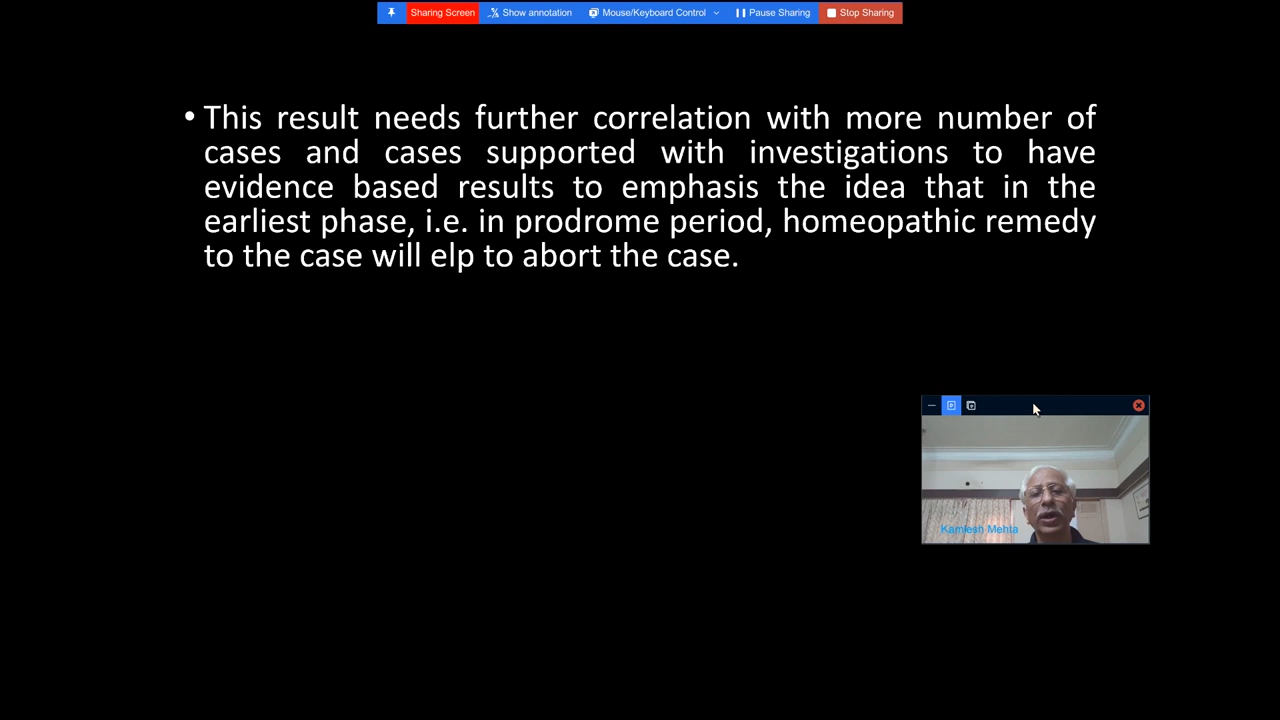 Sharing Screen Show annotation Mouse/Keyboard Control Pause Sharing Stop Sharing
• This result needs further correlation with more number of
cases and cases supported with investigations to have
evidence based results to emphasis the idea that in the
earliest phase, i.e. in prodrome period, homeopathic remedy
to the case will elp to abort the case.
Kamlesh Mehta